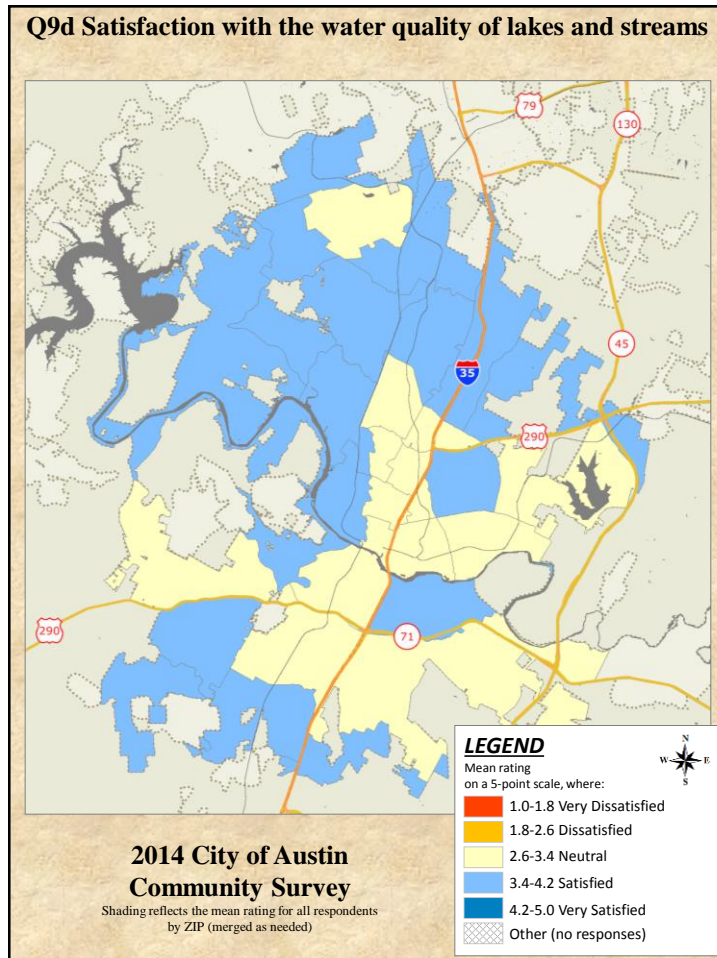 Q9d Satisfaction with the water quality of lakes and streams
79
130
45
35
290
290
71
LEGEND
Mean rating
on a 5-point scale, where:
N
W E
S
1.0-1.8 Very Dissatisfied
1.8-2.6 Dissatisfied
2.6-3.4 Neutral
3.4-4.2 Satisfied
4.2-5.0 Very Satisfied
Other (no responses)
2014 City of Austin
Community Survey
Shading reflects the mean rating for all respondents
by ZIP (merged as needed)